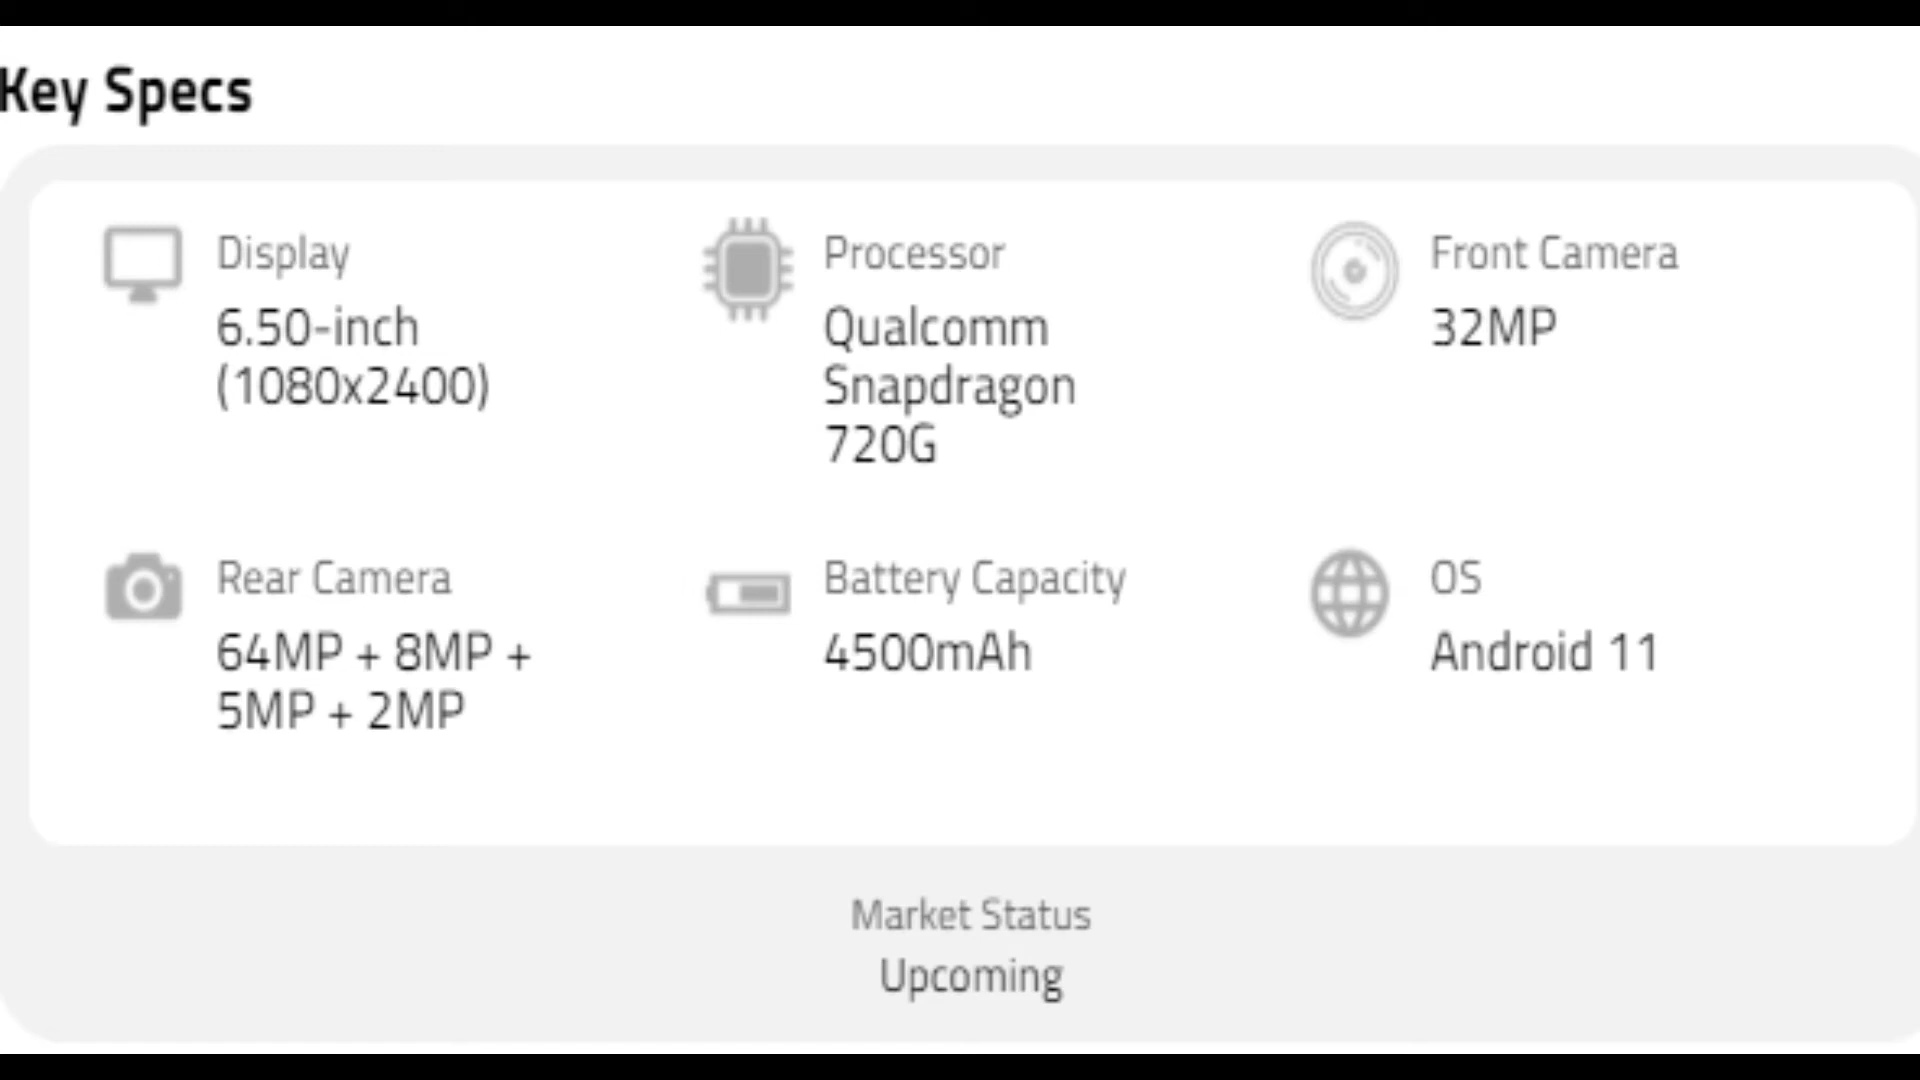 Key Specs
Display
6.50-inch
(1080x2400)
Processor
Qualcomm
Snapdragon
720G
Front Camera
32MP
Rear Camera
64MP + 8MP +
5MP + 2MP
Battery Capacity
4500mAh
OS
Android 11
Market Status
Upcoming